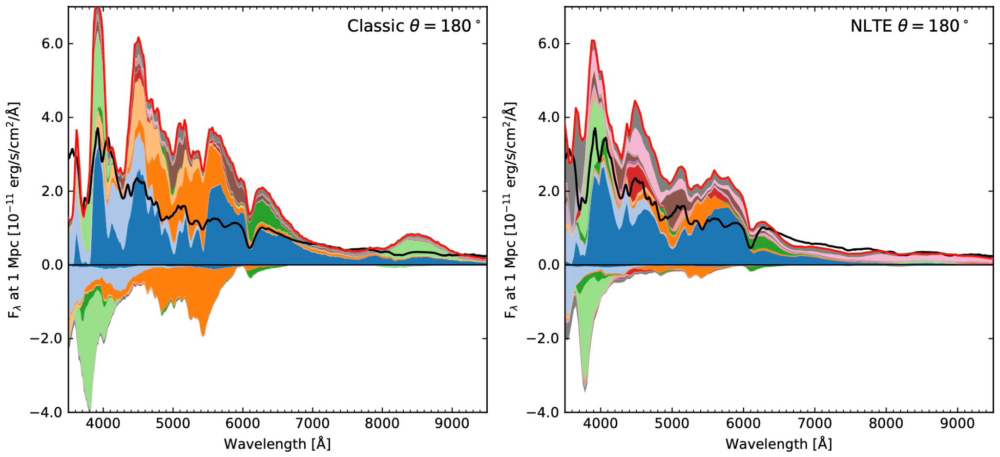 Classic θ = 180°
6.0
4.0
2.0
0.0
−2.0
−4.0
4000 5000 6000 7000 8000 9000
Wavelength [Å]
F_λ at 1 Mpc [10⁻¹¹ erg/s/cm²/Å]
NLTE θ = 180°
6.0
4.0
2.0
0.0
−2.0
−4.0
4000 5000 6000 7000 8000 9000
Wavelength [Å]
F_λ at 1 Mpc [10⁻¹¹ erg/s/cm²/Å]